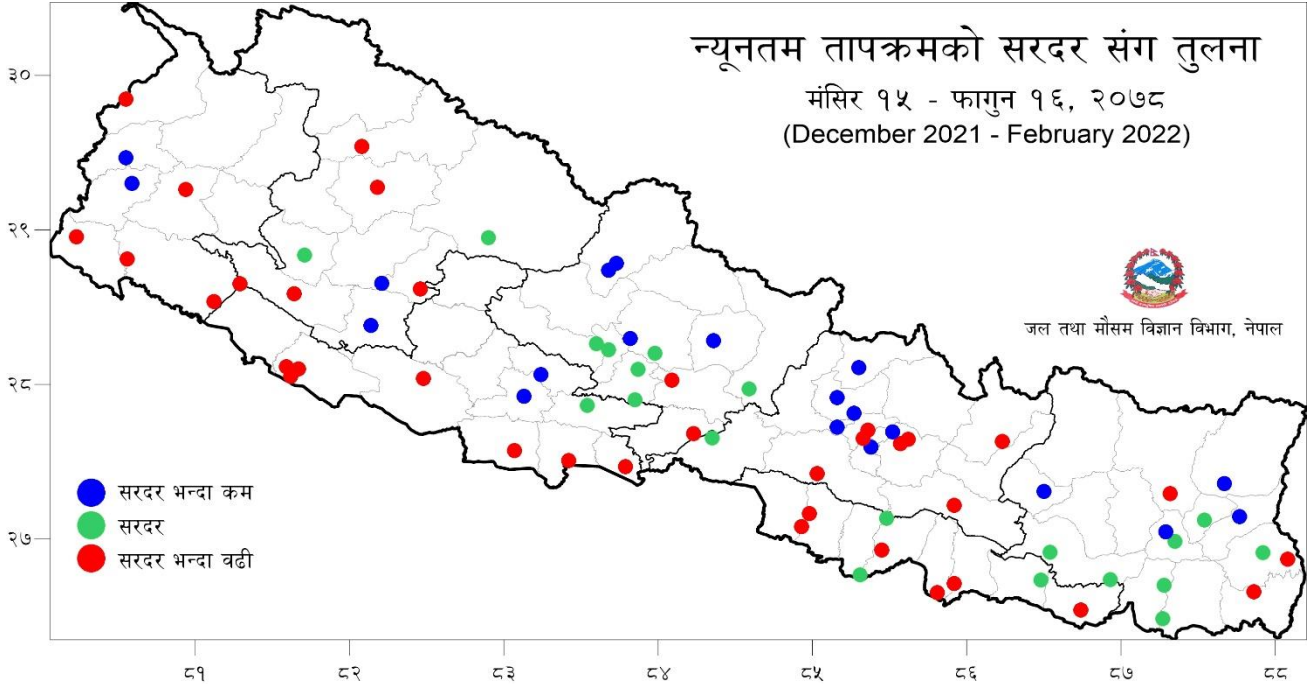 न्यूनतम तापक्रमको सरदर संग तुलना
मंसिर १५ - फागुन १६, २०७८
(December 2021 - February 2022)
जल तथा मौसम विज्ञान विभाग, नेपाल
३०
२९
२८
२७
सरदर भन्दा कम
सरदर
सरदर भन्दा वढी
८१ ८२ ८३ ८४ ८५ ८६ ८७ ८८